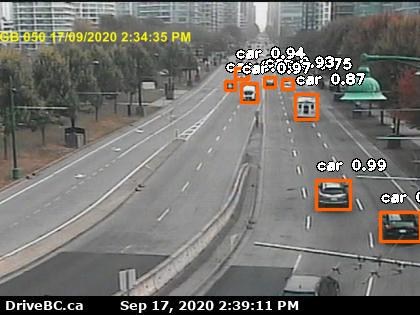 GB 050 17/09/2020 2:34:35 PM
car 0.94
car 0.97
car 0.87
car 0.99
car
DriveBC.ca Sep 17, 2020 2:39:11 PM